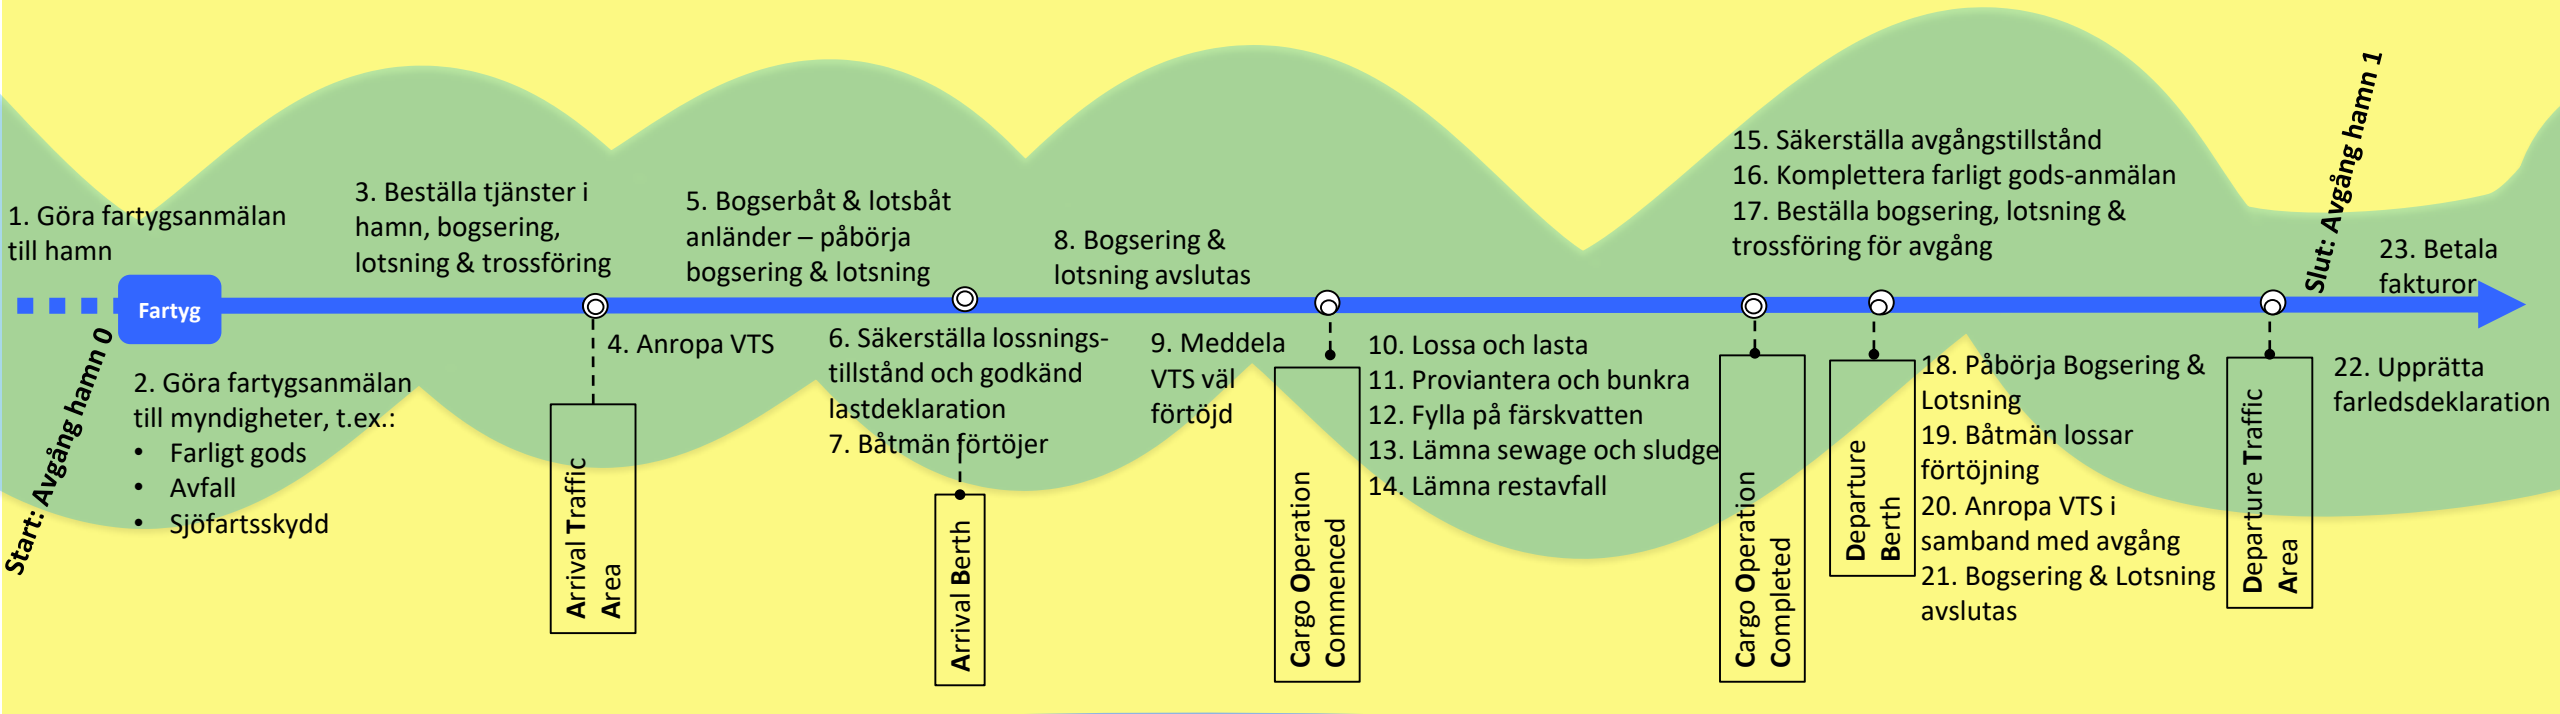 1. Göra fartygsanmälan
till hamn
Fartyg
Start: Avgång hamn 0
2. Göra fartygsanmälan
till myndigheter, t.ex.:
• Farligt gods
• Avfall
• Sjöfartsskydd
3. Beställa tjänster i
hamn, bogsering,
lotsning & trossföring
4. Anropa VTS
Arrival Traffic
Area
5. Bogserbåt & lotsbåt
anländer – påbörja
bogsering & lotsning
6. Säkerställa lossnings-
tillstånd och godkänd
lastdeklaration
7. Båtmän förtöjer
Arrival Berth
8. Bogsering &
lotsning avslutas
9. Meddela
VTS väl
förtöjd
Cargo Operation
Commenced
10. Lossa och lasta
11. Proviantera och bunkra
12. Fylla på färskvatten
13. Lämna sewage och sludge
14. Lämna restavfall
Cargo Operation
Completed
15. Säkerställa avgångstillstånd
16. Komplettera farligt gods-anmälan
17. Beställa bogsering, lotsning &
trossföring för avgång
Departure
Berth
18. Påbörja Bogsering &
Lotsning
19. Båtmän lossar
förtöjning
20. Anropa VTS i
samband med avgång
21. Bogsering & Lotsning
avslutas
Departure Traffic
Area
Slut: Avgång hamn 1
22. Upprätta
farledsdeklaration
23. Betala
fakturor